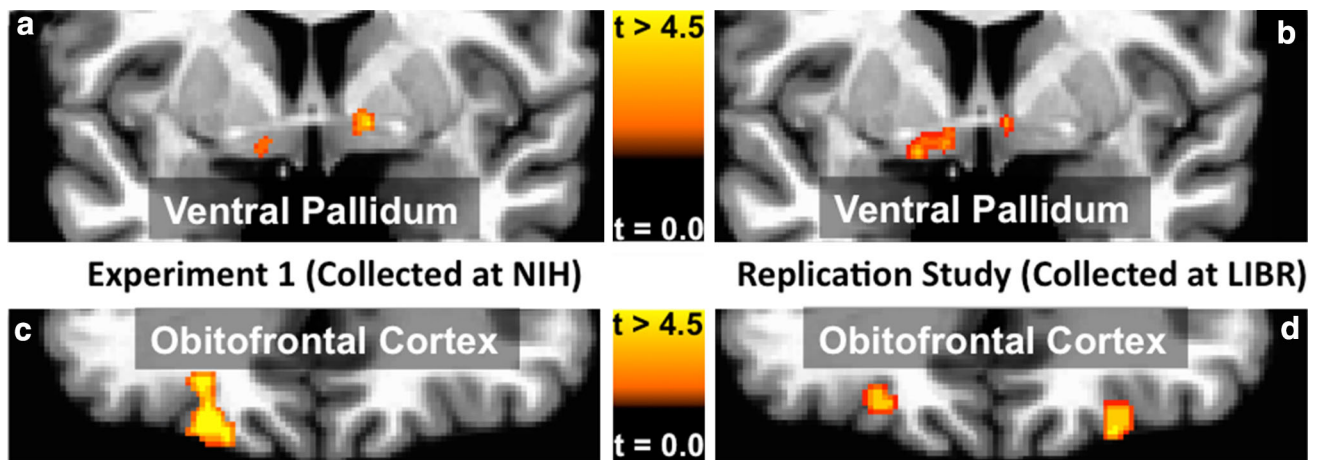 a
t > 4.5
b
Ventral Pallidum
t = 0.0
Ventral Pallidum
Experiment 1 (Collected at NIH)
Replication Study (Collected at LIBR)
c
Obitofrontal Cortex
t > 4.5
Obitofrontal Cortex
d
t = 0.0